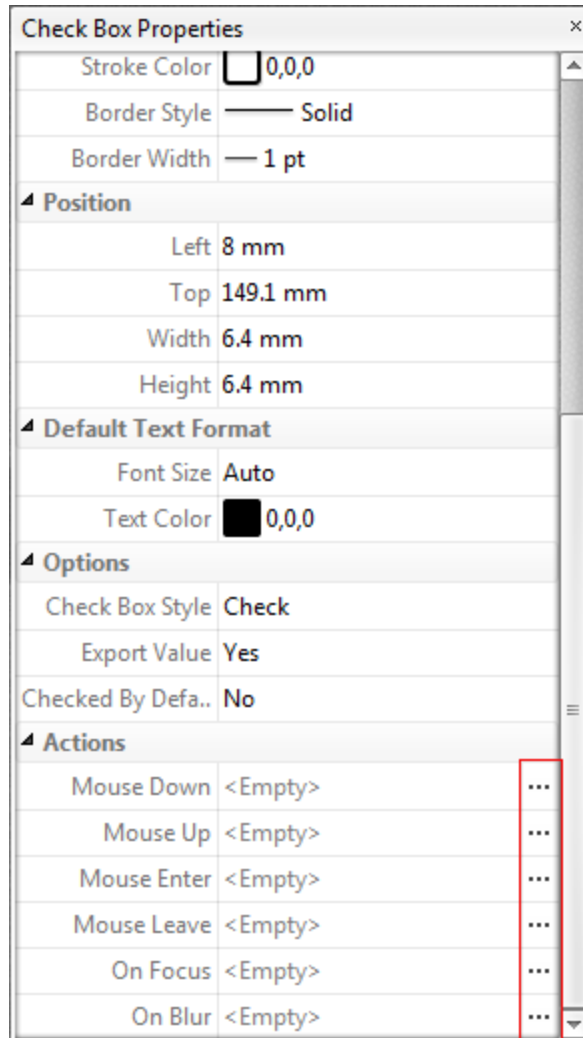 Check Box Properties
Stroke Color 0,0,0
Border Style Solid
Border Width 1 pt
Position
Left 8 mm
Top 149.1 mm
Width 6.4 mm
Height 6.4 mm
Default Text Format
Font Size Auto
Text Color 0,0,0
Options
Check Box Style Check
Export Value Yes
Checked By Defa.. No
Actions
Mouse Down <Empty> ...
Mouse Up <Empty> ...
Mouse Enter <Empty> ...
Mouse Leave <Empty> ...
On Focus <Empty> ...
On Blur <Empty> ...